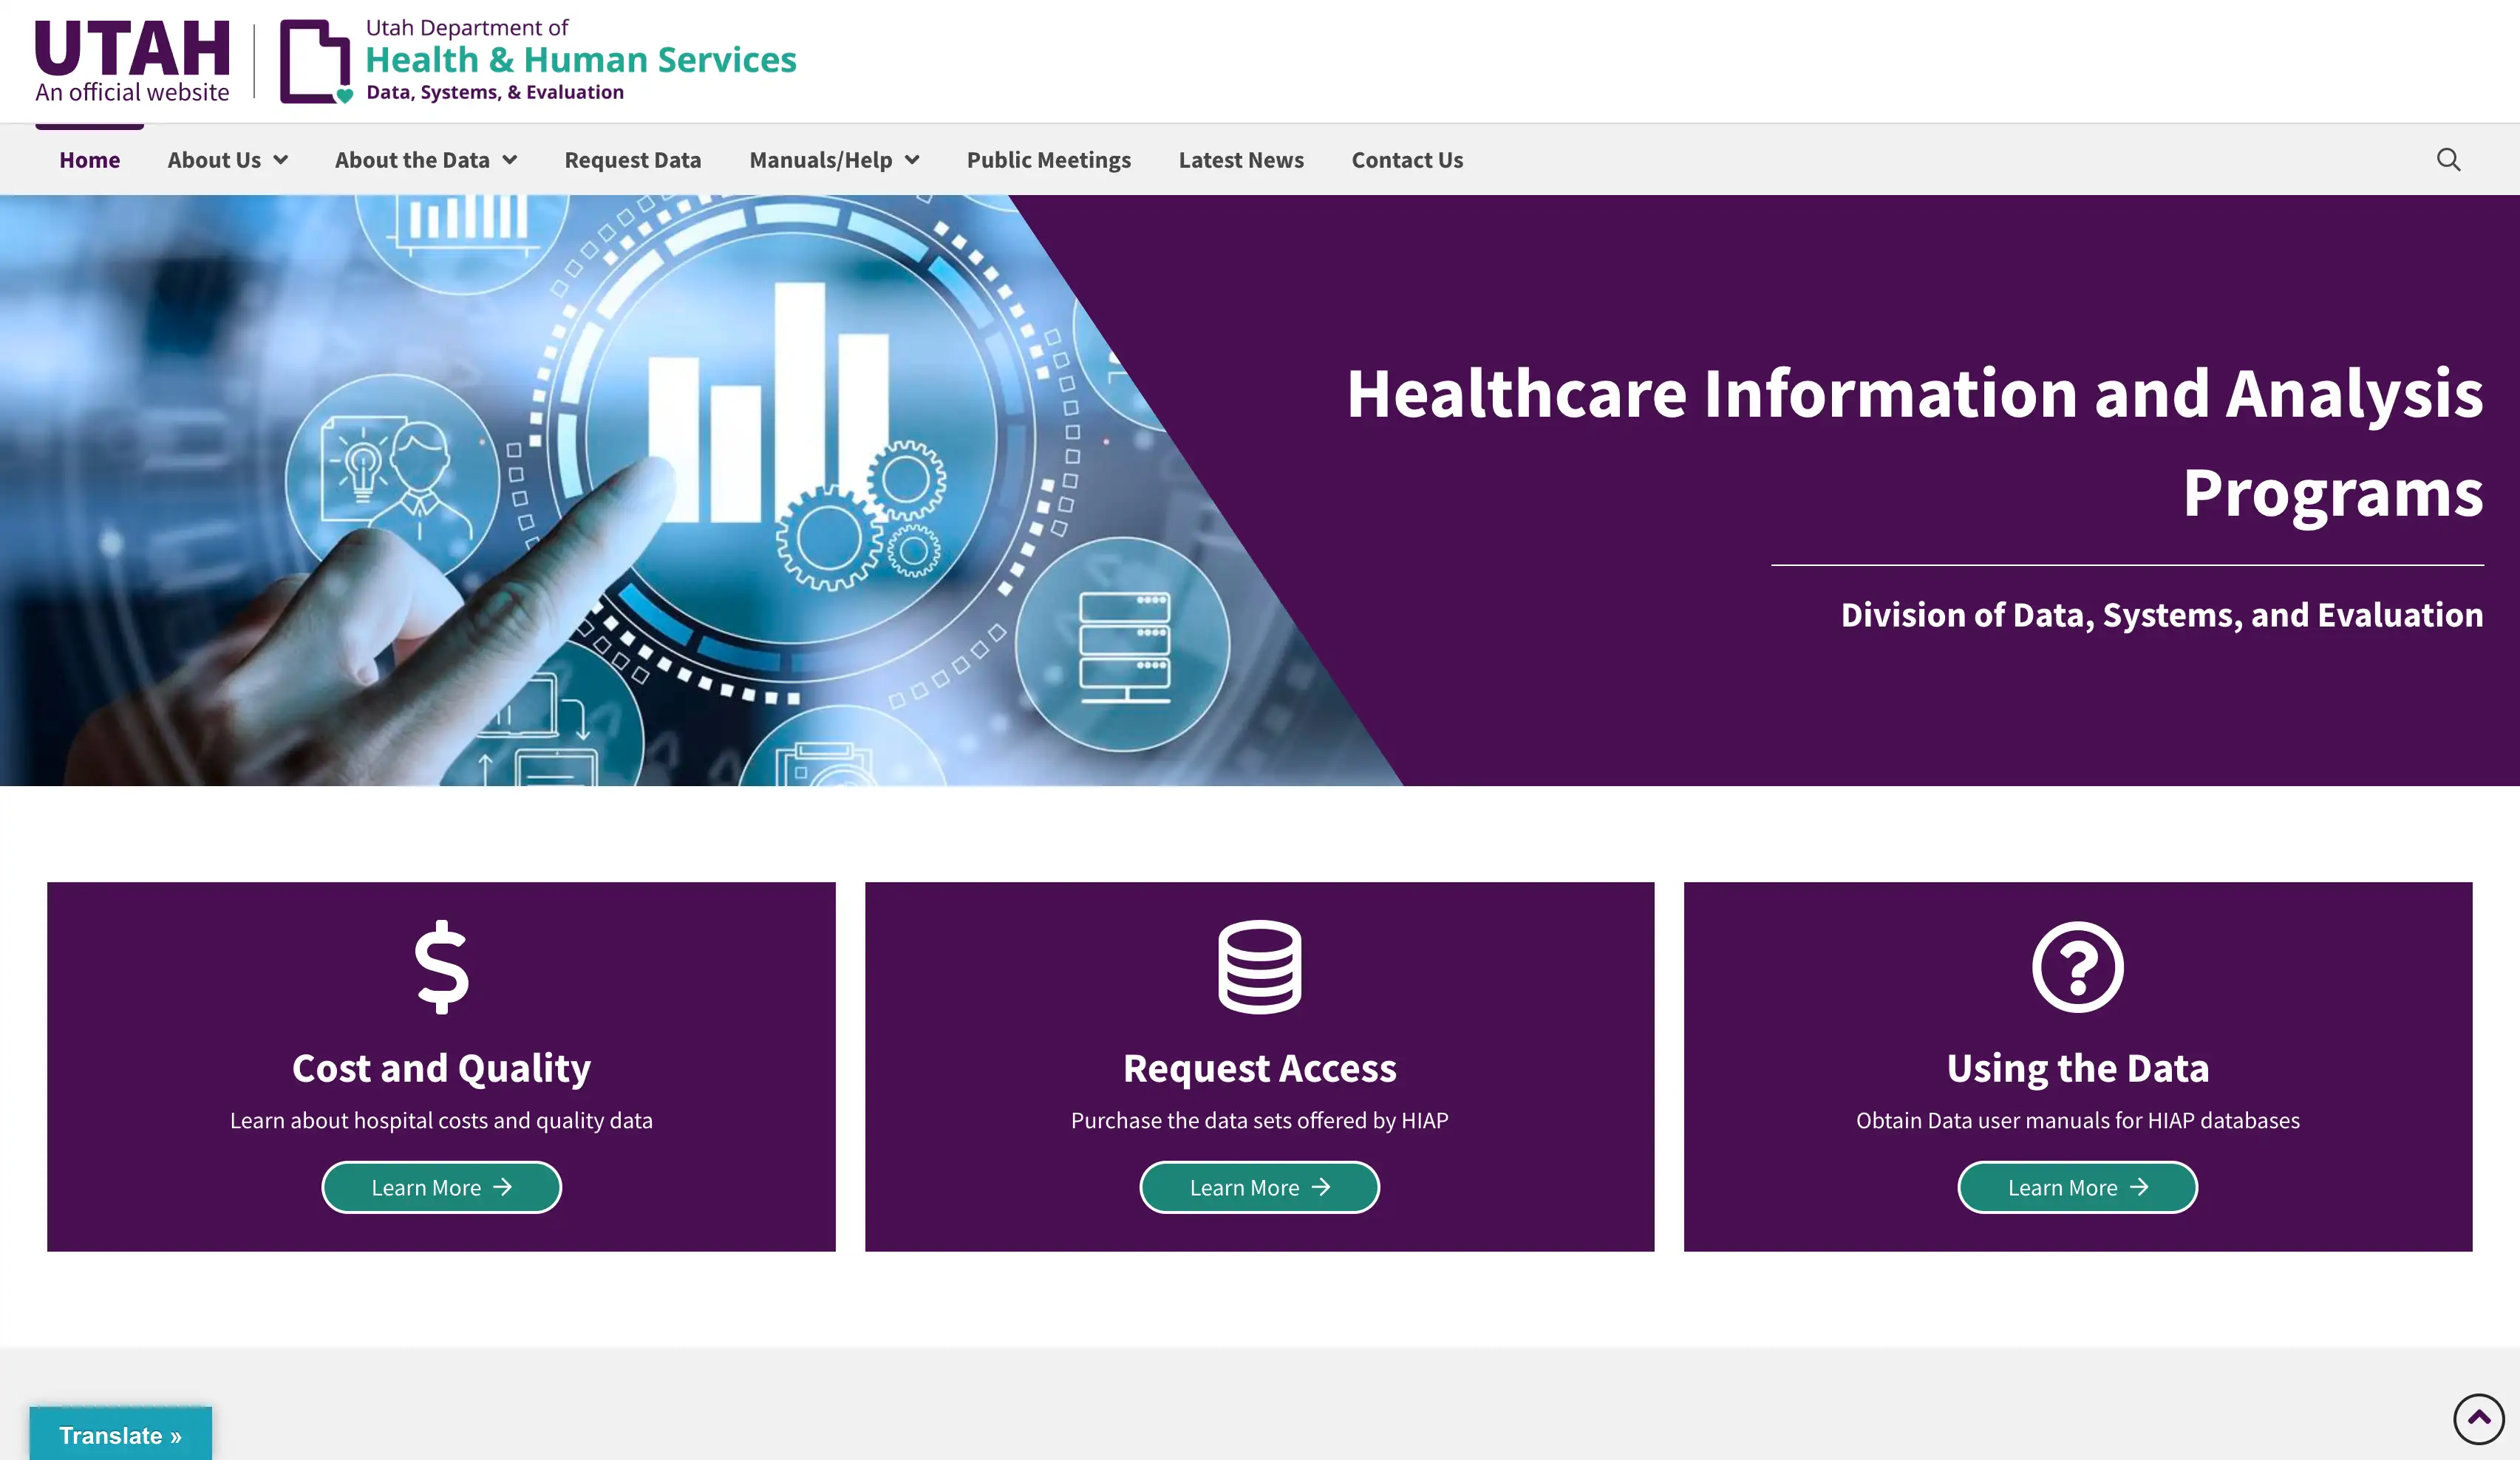 UTAH
An official website
Utah Department of
Health & Human Services
Data, Systems, & Evaluation
Home
About Us
About the Data
Request Data
Manuals/Help
Public Meetings
Latest News
Contact Us
Healthcare Information and Analysis
Programs
Division of Data, Systems, and Evaluation
Cost and Quality
Learn about hospital costs and quality data
Learn More →
Request Access
Purchase the data sets offered by HIAP
Learn More →
Using the Data
Obtain Data user manuals for HIAP databases
Learn More →
Translate »